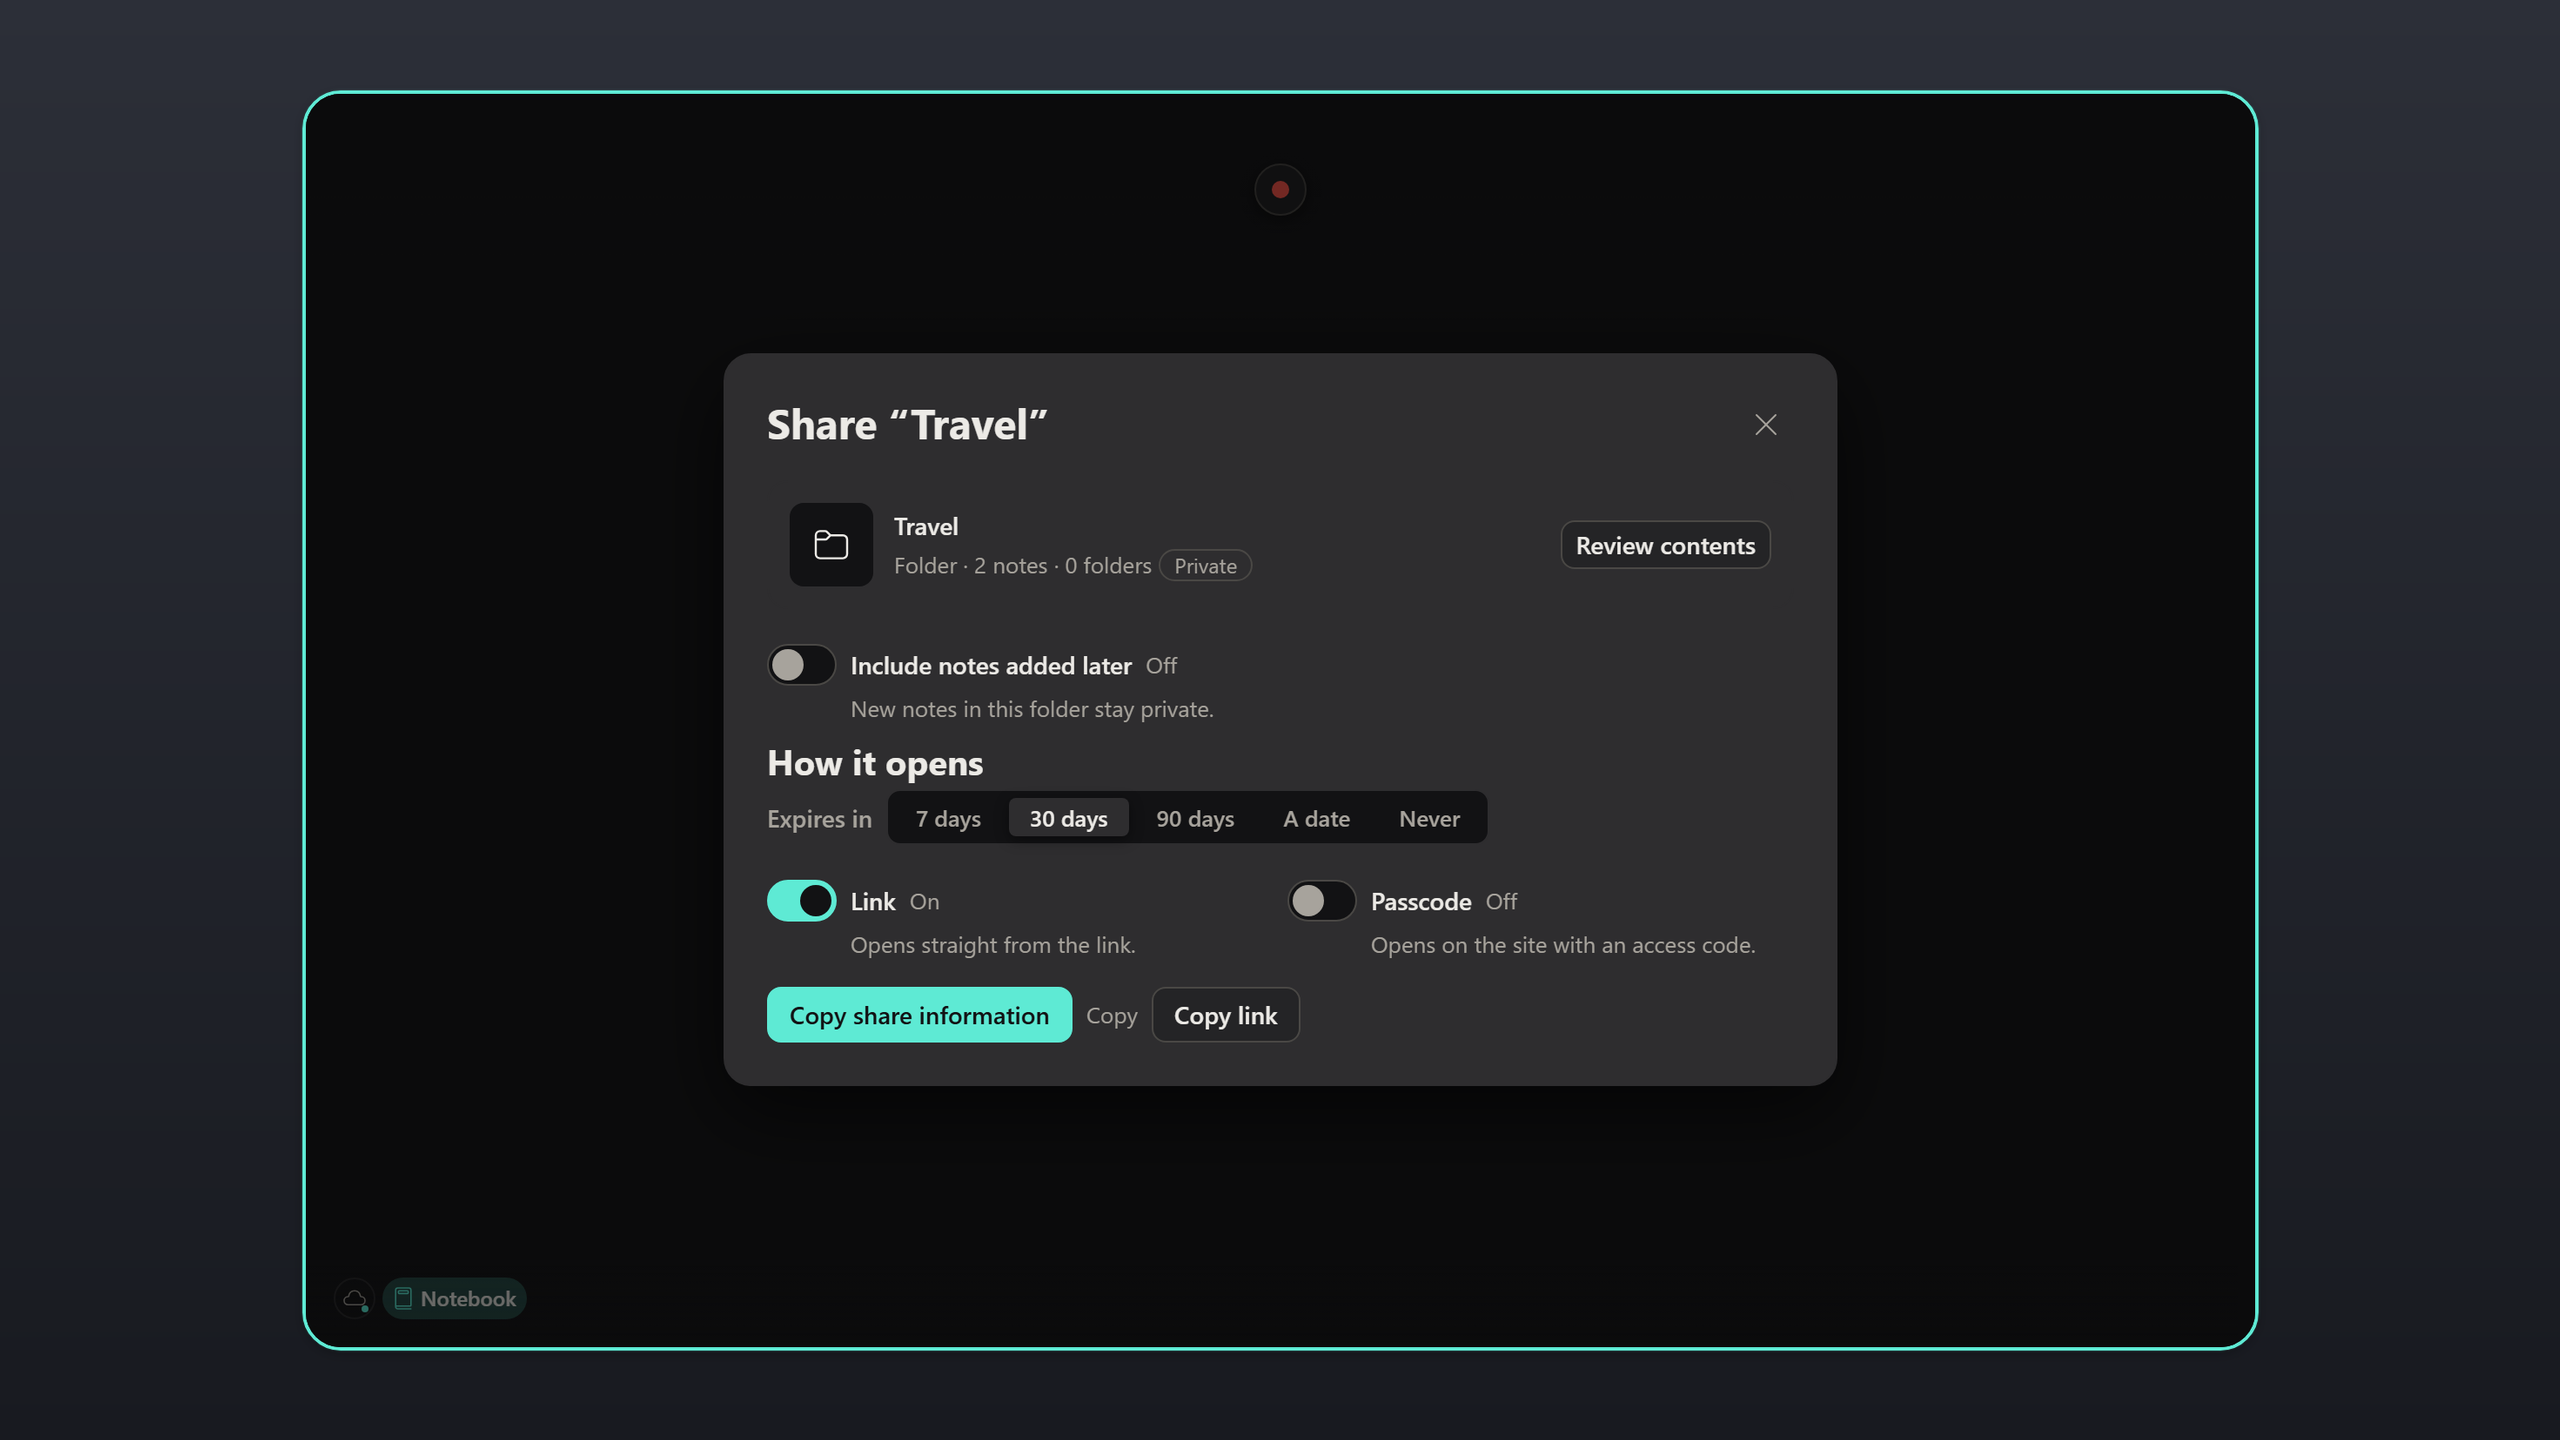 Share “Travel”
Travel
Folder · 2 notes · 0 folders Private
Review contents
Include notes added later Off
New notes in this folder stay private.
How it opens
Expires in 7 days 30 days 90 days A date Never
Link On
Opens straight from the link.
Passcode Off
Opens on the site with an access code.
Copy share information Copy Copy link
Notebook